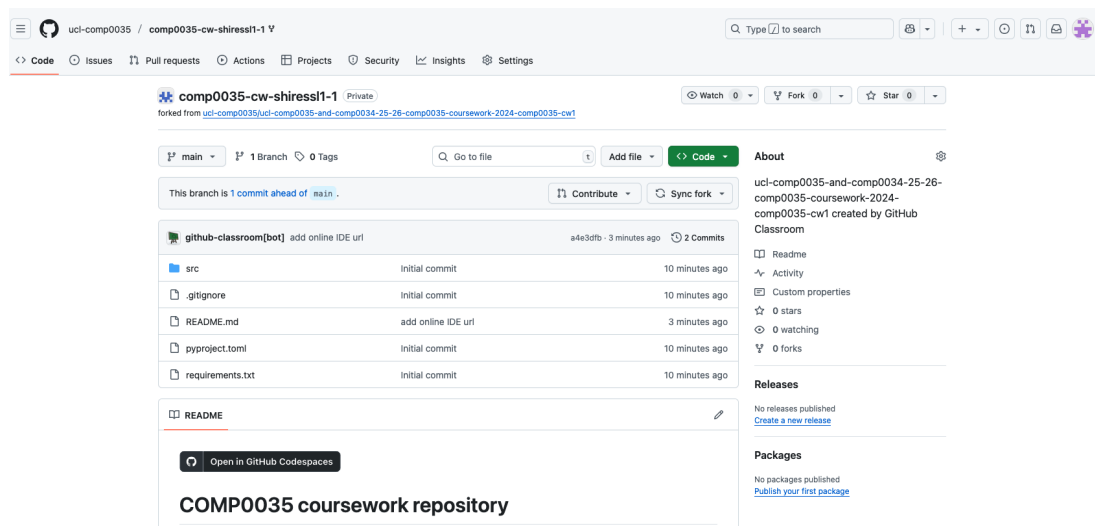 ucl-comp0035 / comp0035-cw-shiressl1-1
Type / to search
Code
Issues
Pull requests
Actions
Projects
Security
Insights
Settings
comp0035-cw-shiressl1-1 Private
Watch 0
Fork 0
Star 0
forked from ucl-comp0035/ucl-comp0035-and-comp0034-25-26-comp0035-coursework-2024-comp0035-cw1
main
1 Branch
0 Tags
Go to file t
Add file
<> Code
This branch is 1 commit ahead of main .
Contribute
Sync fork
github-classroom[bot] add online IDE url
a4e3dfb · 3 minutes ago
2 Commits
src Initial commit 10 minutes ago
.gitignore Initial commit 10 minutes ago
README.md add online IDE url 3 minutes ago
pyproject.toml Initial commit 10 minutes ago
requirements.txt Initial commit 10 minutes ago
README
Open in GitHub Codespaces
COMP0035 coursework repository
About
ucl-comp0035-and-comp0034-25-26-
comp0035-coursework-2024-
comp0035-cw1 created by GitHub
Classroom
Readme
Activity
Custom properties
0 stars
0 watching
0 forks
Releases
No releases published
Create a new release
Packages
No packages published
Publish your first package